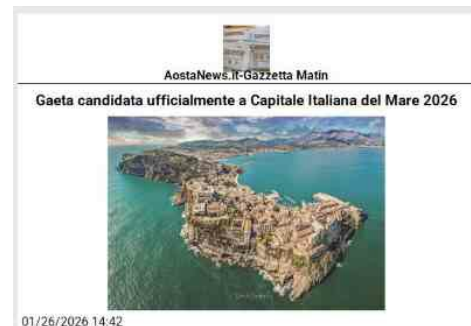 AostaNews.it-Gazzetta Matin
Gaeta candidata ufficialmente a Capitale Italiana del Mare 2026
01/26/2026 14:42